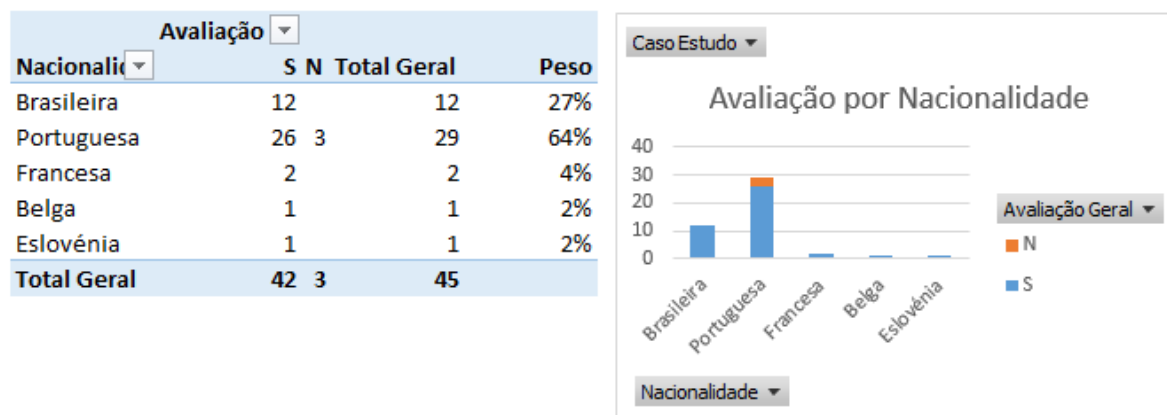 Avaliação
Nacionalid S N Total Geral Peso
Brasileira 12 12 27%
Portuguesa 26 3 29 64%
Francesa 2 2 4%
Belga 1 1 2%
Eslovénia 1 1 2%
Total Geral 42 3 45
Caso Estudo
Avaliação por Nacionalidade
40
30
20
10
0
Brasileira
Portuguesa
Francesa
Belga
Eslovénia
Avaliação Geral
N
S
Nacionalidade